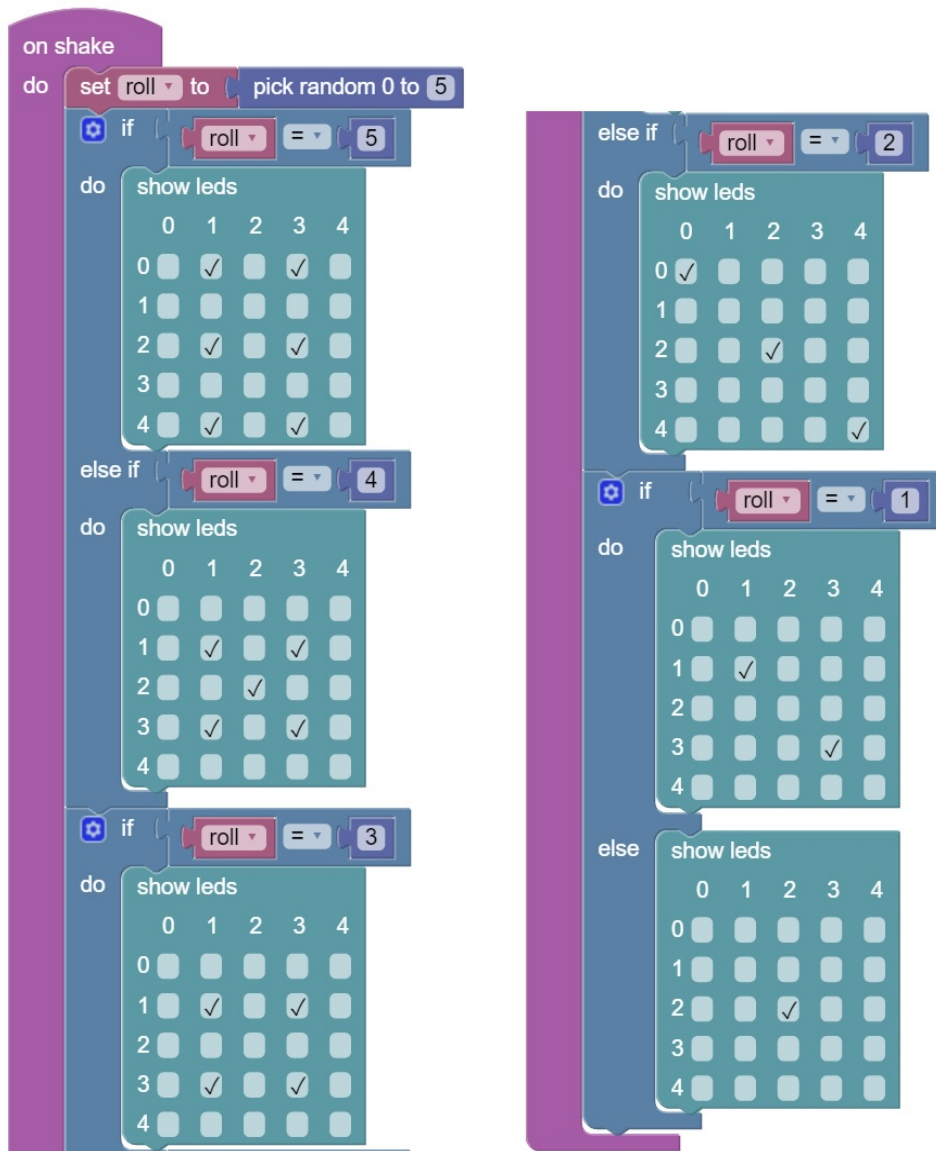 on shake
do set roll to pick random 0 to 5
if roll = 5
do show leds
0 1 2 3 4
0
1
2
3
4
else if roll = 4
do show leds
0 1 2 3 4
0
1
2
3
4
if roll = 3
do show leds
0 1 2 3 4
0
1
2
3
4
else if roll = 2
do show leds
0 1 2 3 4
0
1
2
3
4
if roll = 1
do show leds
0 1 2 3 4
0
1
2
3
4
else show leds
0 1 2 3 4
0
1
2
3
4